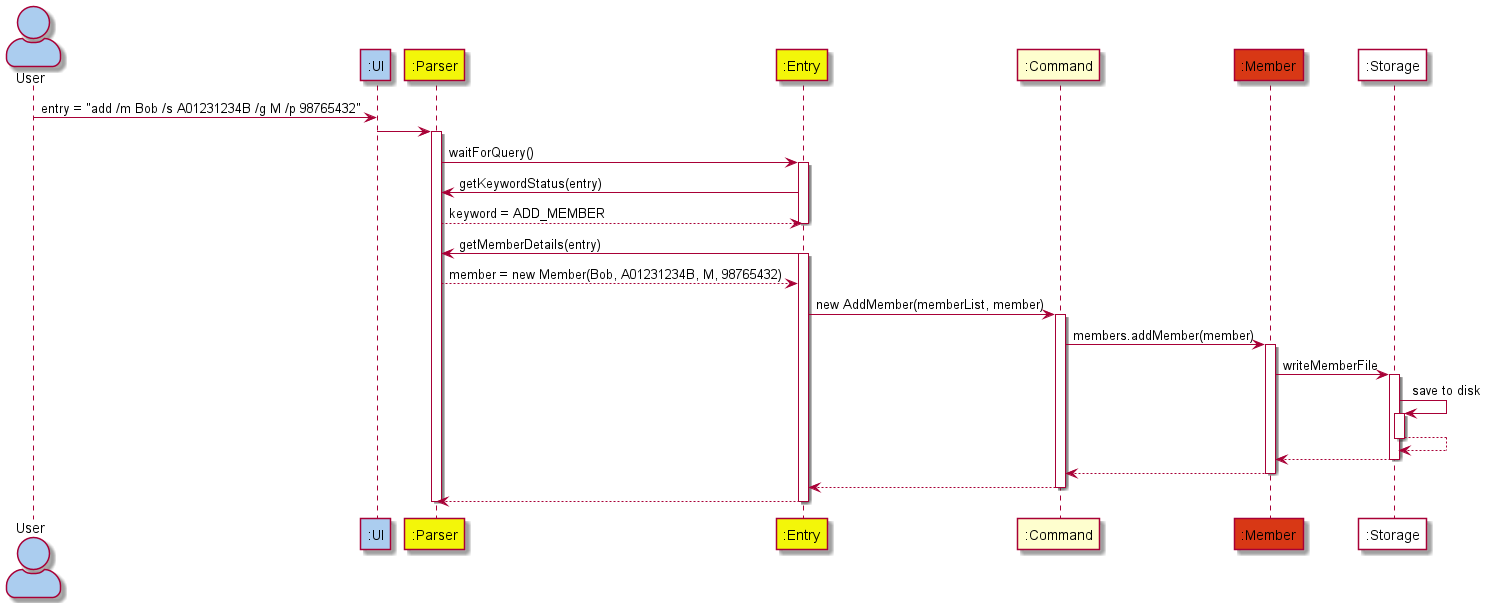 User
:UI
:Parser
:Entry
:Command
:Member
:Storage
entry = "add /m Bob /s A01231234B /g M /p 98765432"
waitForQuery()
getKeywordStatus(entry)
keyword = ADD_MEMBER
getMemberDetails(entry)
member = new Member(Bob, A01231234B, M, 98765432)
new AddMember(memberList, member)
members.addMember(member)
writeMemberFile
save to disk
User
:UI
:Parser
:Entry
:Command
:Member
:Storage